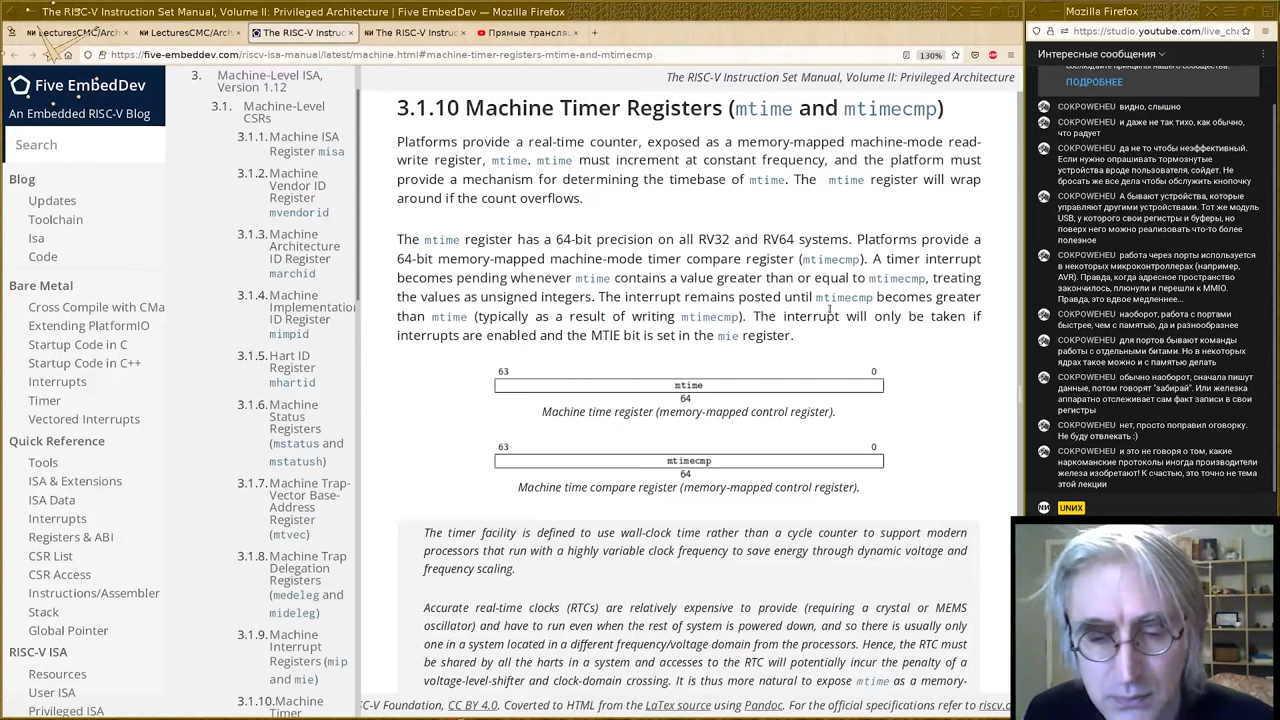 The RISC-V Instruction Set Manual, Volume II: Privileged Architecture | Five EmbedDev — Mozilla Firefox
Mozilla Firefox
LecturesCMC/Arch
LecturesCMC/Arch
The RISC-V Instruc
The RISC-V Instruc
Прямые трансляц
https://five-embeddev.com/riscv-isa-manual/latest/machine.html#machine-timer-registers-mtime-and-mtimecmp
130%
https://studio.youtube.com/live_ch
Five EmbedDev
An Embedded RISC-V Blog
Search
Blog
Updates
Toolchain
Isa
Code
Bare Metal
Cross Compile with CMa
Extending PlatformIO
Startup Code in C
Startup Code in C++
Interrupts
Timer
Vectored Interrupts
Quick Reference
Tools
ISA & Extensions
ISA Data
Interrupts
Registers & ABI
CSR List
CSR Access
Instructions/Assembler
Stack
Global Pointer
RISC-V ISA
Resources
User ISA
Privileged ISA
3. Machine-Level ISA,
Version 1.12
3.1. Machine-Level
CSRs
3.1.1. Machine ISA
Register misa
3.1.2. Machine
Vendor ID
Register
mvendorid
3.1.3. Machine
Architecture
ID Register
marchid
3.1.4. Machine
Implementation
ID Register
mimpid
3.1.5. Hart ID
Register
mhartid
3.1.6. Machine
Status
Registers
(mstatus and
mstatush)
3.1.7. Machine Trap-
Vector Base-
Address
Register
(mtvec)
3.1.8. Machine Trap
Delegation
Registers
(medeleg and
mideleg)
3.1.9. Machine
Interrupt
Registers (mip
and mie)
3.1.10. Machine
Timer
The RISC-V Instruction Set Manual, Volume II: Privileged Architecture
3.1.10 Machine Timer Registers (mtime and mtimecmp)
Platforms provide a real-time counter, exposed as a memory-mapped machine-mode read-
write register, mtime. mtime must increment at constant frequency, and the platform must
provide a mechanism for determining the timebase of mtime. The mtime register will wrap
around if the count overflows.
The mtime register has a 64-bit precision on all RV32 and RV64 systems. Platforms provide a
64-bit memory-mapped machine-mode timer compare register (mtimecmp). A timer interrupt
becomes pending whenever mtime contains a value greater than or equal to mtimecmp, treating
the values as unsigned integers. The interrupt remains posted until mtimecmp becomes greater
than mtime (typically as a result of writing mtimecmp). The interrupt will only be taken if
interrupts are enabled and the MTIE bit is set in the mie register.
63 0
mtime
64
Machine time register (memory-mapped control register).
63 0
mtimecmp
64
Machine time compare register (memory-mapped control register).
The timer facility is defined to use wall-clock time rather than a cycle counter to support modern
processors that run with a highly variable clock frequency to save energy through dynamic voltage and
frequency scaling.
Accurate real-time clocks (RTCs) are relatively expensive to provide (requiring a crystal or MEMS
oscillator) and have to run even when the rest of system is powered down, and so there is usually only
one in a system located in a different frequency/voltage domain from the processors. Hence, the RTC
must be shared by all the harts in a system and accesses to the RTC will potentially incur the penalty of a
voltage-level-shifter and clock-domain crossing. It is thus more natural to expose mtime as a memory-
SC-V Foundation, CC BY 4.0. Coverted to HTML from the LaTex source using Pandoc. For the official specifications refer to riscv.o
Интересные сообщения
ПОДРОБНЕЕ
COKPOWEHEU видно, слышно
COKPOWEHEU и даже не так тихо, как обычно,
что радует
COKPOWEHEU да не то чтобы неэффективный.
Если нужно опрашивать тормознутые
устройства вроде пользователя, сойдет. Не
бросать же все дела чтобы обслужить кнопочку
COKPOWEHEU А бывают устройства, которые
управляют другими устройствами. Тот же модуль
USB, у которого свои регистры и буферы, но
поверх него можно реализовать что-то более
полезное
COKPOWEHEU работа через порты используется
в некоторых микроконтроллерах (например,
AVR). Правда, когда адресное пространство
закончилось, плюнули и перешли к MMIO.
Правда, это вдвое медленнее...
COKPOWEHEU наоборот, работа с портами
быстрее, чем с памятью, да и разнообразнее
COKPOWEHEU для портов бывают команды
работы с отдельными битами. Но в некоторых
ядрах такое можно и с памятью делать
COKPOWEHEU обычно наоборот, сначала пишут
данные, потом говорят "забирай". Или железка
аппаратно отслеживает сам факт записи в свои
регистры
COKPOWEHEU нет, просто поправил оговорку.
Не буду отвлекать :)
COKPOWEHEU и это не говоря о том, какие
наркоманские протоколы иногда производители
железа изобретают! К счастью, это точно не тема
этой лекции
UNИX